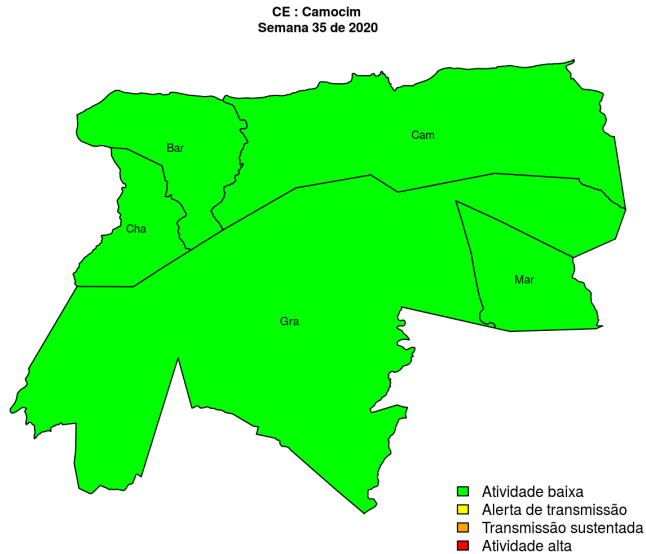 CE : Camocim
Semana 35 de 2020
Bar
Cam
Cha
Mar
Gra
Atividade baixa
Alerta de transmissão
Transmissão sustentada
Atividade alta